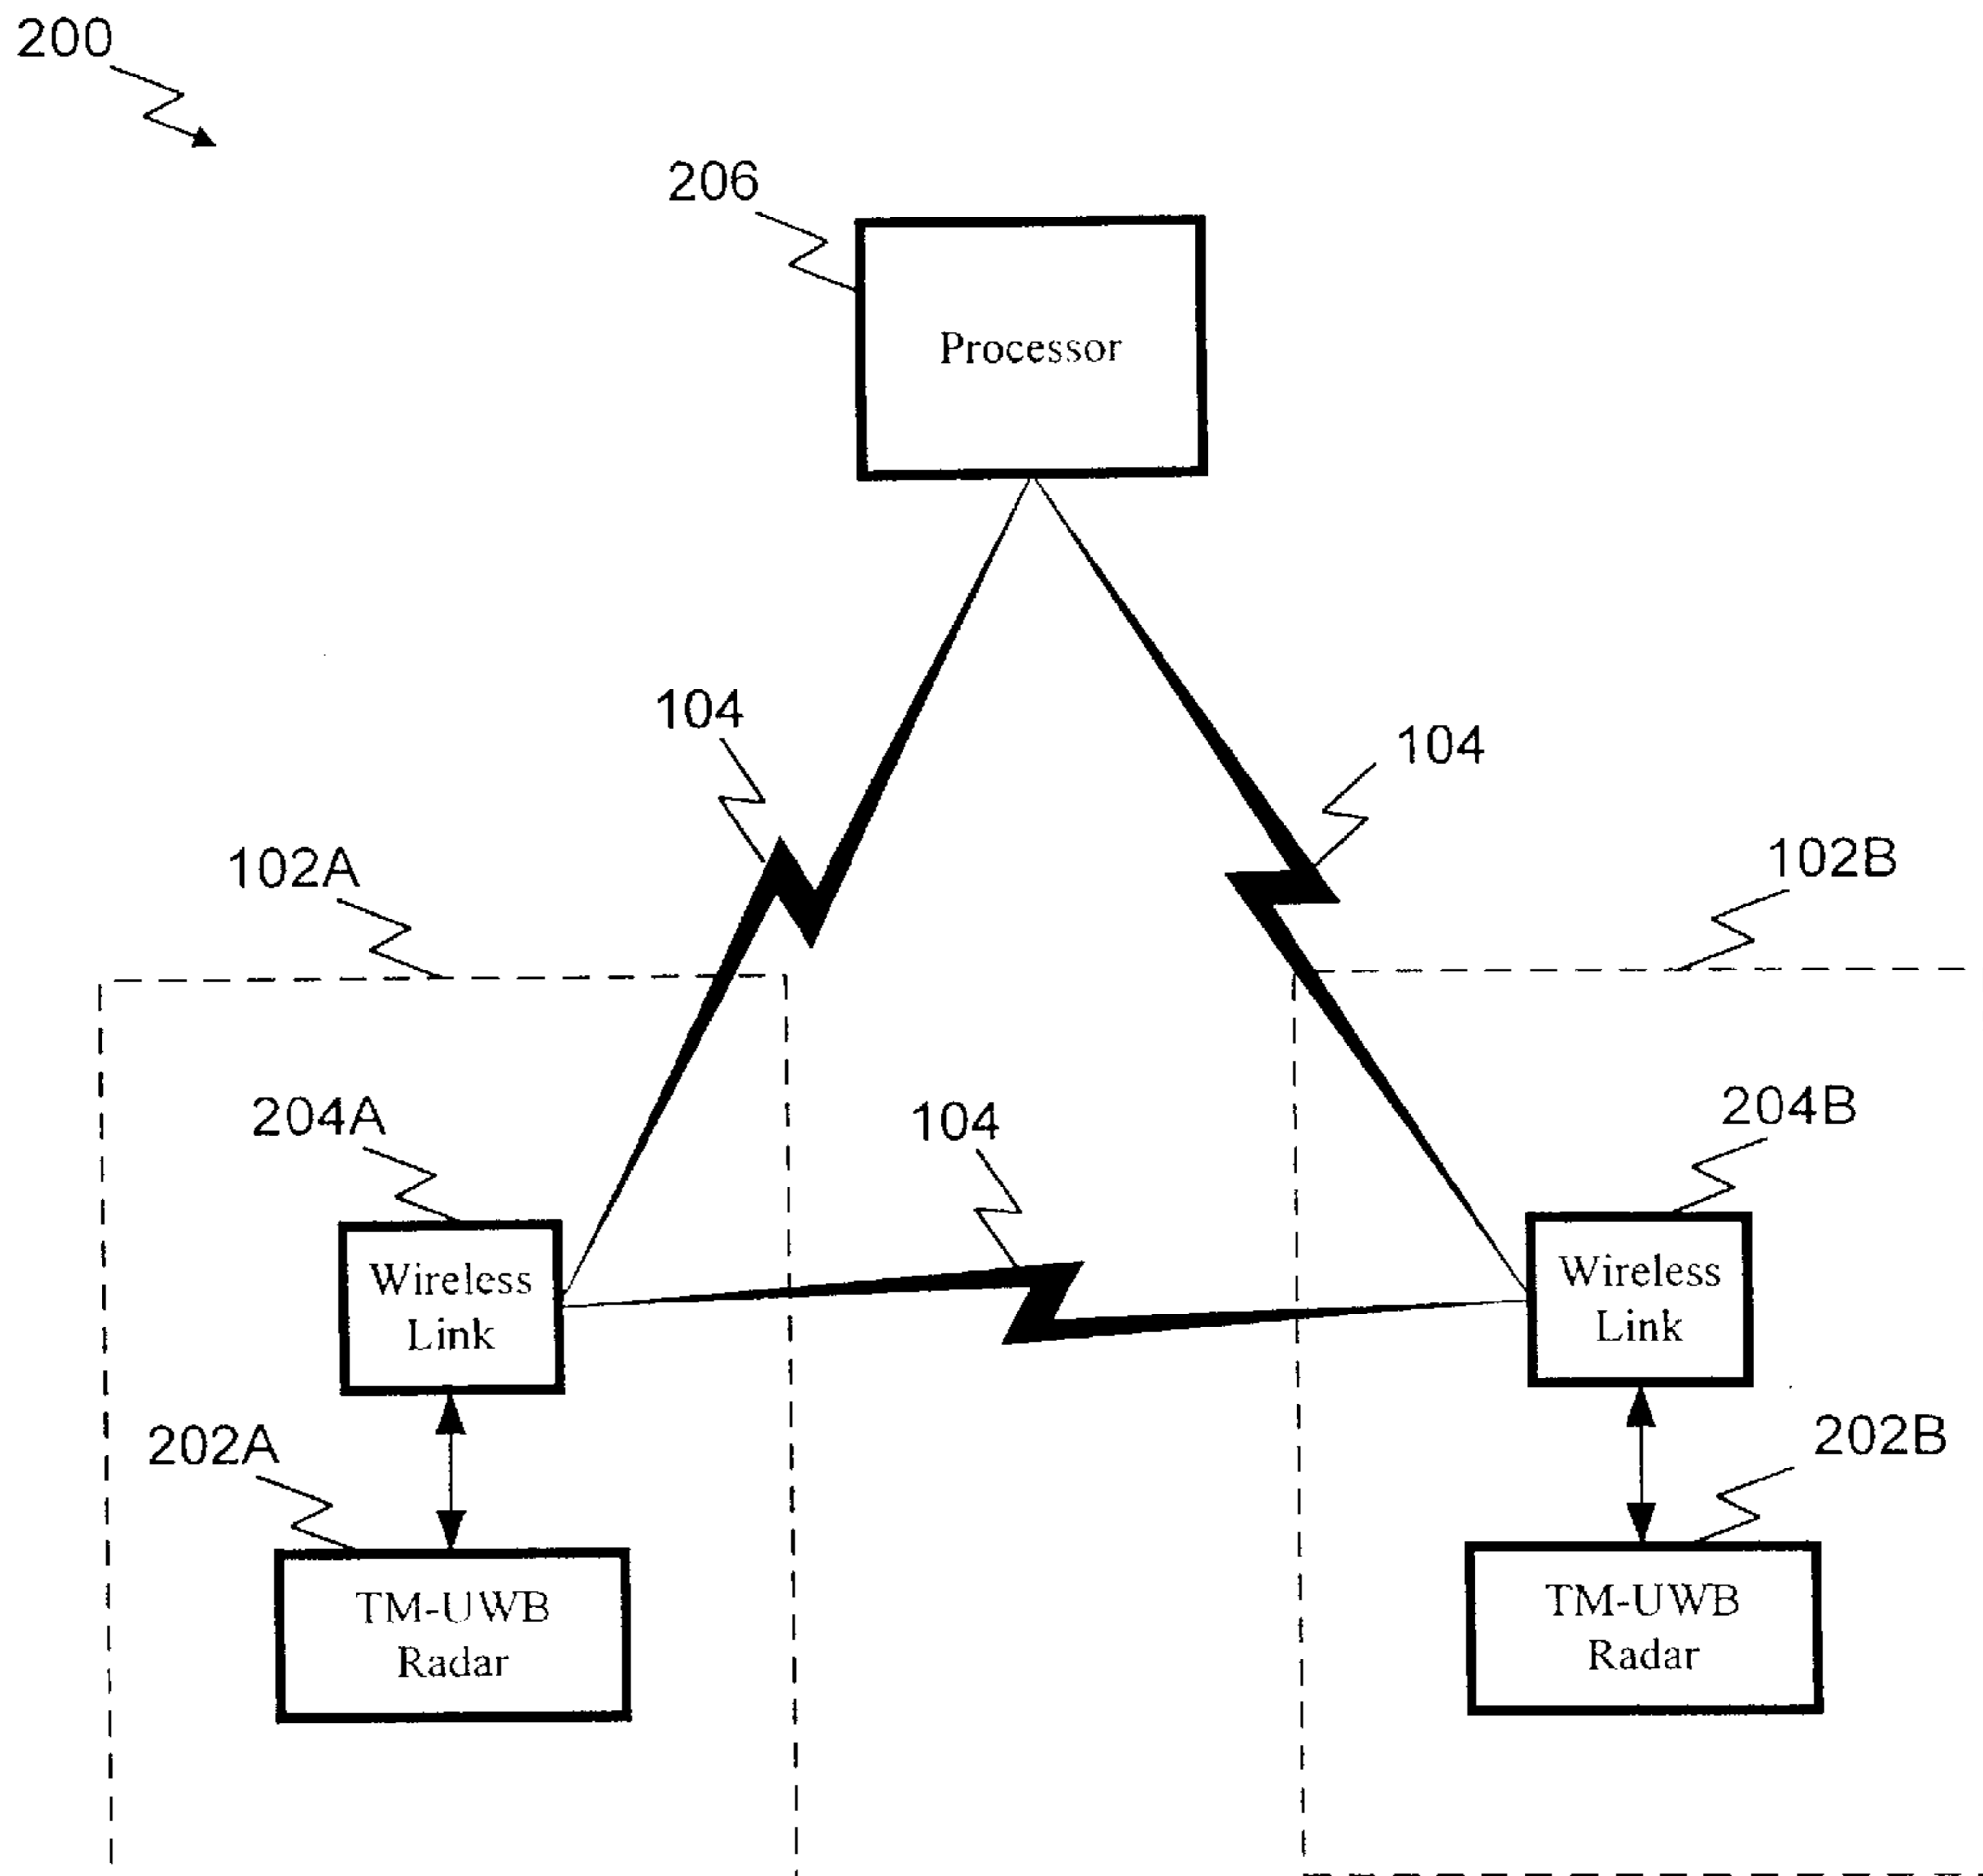 200
206
Processor
104
104
102A
102B
204A
104
204B
Wireless
Link
Wireless
Link
202A
202B
TM-UWB
Radar
TM-UWB
Radar